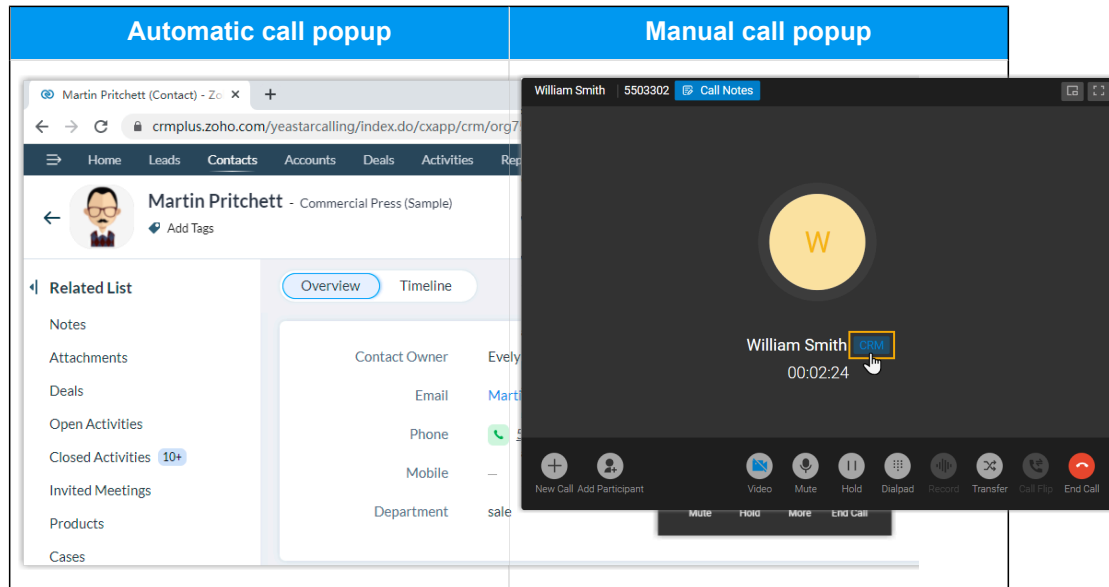 Automatic call popup
Manual call popup
Martin Pritchett (Contact) - Zo
crmplus.zoho.com/yeastarcalling/index.do/cxapp/crm/org7
Home Leads Contacts Accounts Deals Activities Rep
Martin Pritchett - Commercial Press (Sample)
Add Tags
Related List
Notes
Attachments
Deals
Open Activities
Closed Activities 10+
Invited Meetings
Products
Cases
Overview Timeline
Contact Owner Evely
Email Marti
Phone
Mobile –
Department sale
William Smith 5503302 Call Notes
W
William Smith CRM
00:02:24
New Call Add Participant Video Mute Hold Dialpad Record Transfer Call Flip End Call
Mute Hold More End Call